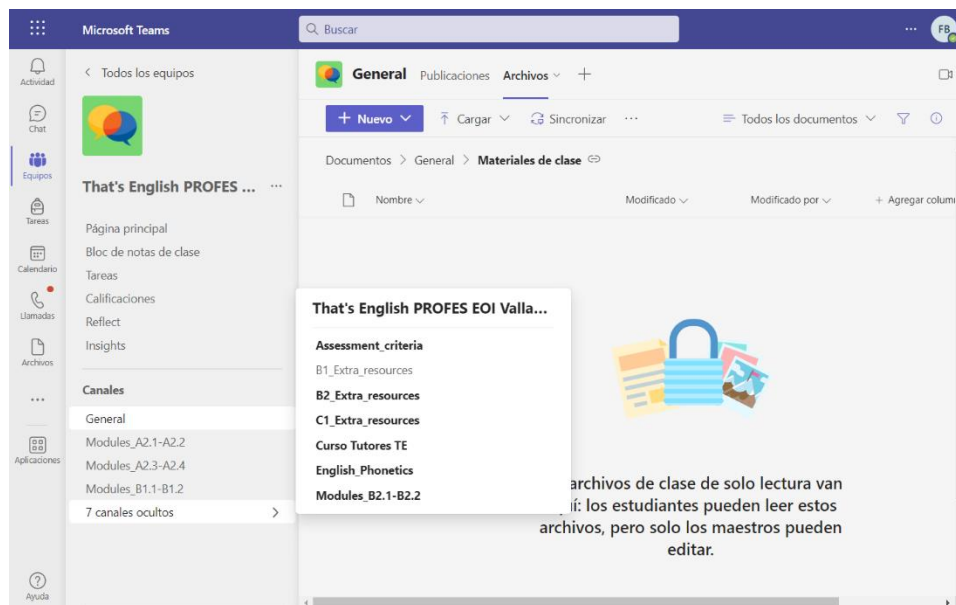 Microsoft Teams
Buscar
FB
Actividad
Chat
Equipos
Tareas
Calendario
Llamadas
Archivos
Aplicaciones
Ayuda
Todos los equipos
That's English PROFES ...
Página principal
Bloc de notas de clase
Tareas
Calificaciones
Reflect
Insights
Canales
General
Modules_A2.1-A2.2
Modules_A2.3-A2.4
Modules_B1.1-B1.2
7 canales ocultos
General Publicaciones Archivos
Nuevo Cargar Sincronizar ... Todos los documentos
Documentos > General > Materiales de clase
Nombre Modificado Modificado por + Agregar colum
That's English PROFES EOI Valla...
Assessment_criteria
B1_Extra_resources
B2_Extra_resources
C1_Extra_resources
Curso Tutores TE
English_Phonetics
Modules_B2.1-B2.2
archivos de clase de solo lectura van
í: los estudiantes pueden leer estos
archivos, pero solo los maestros pueden
editar.